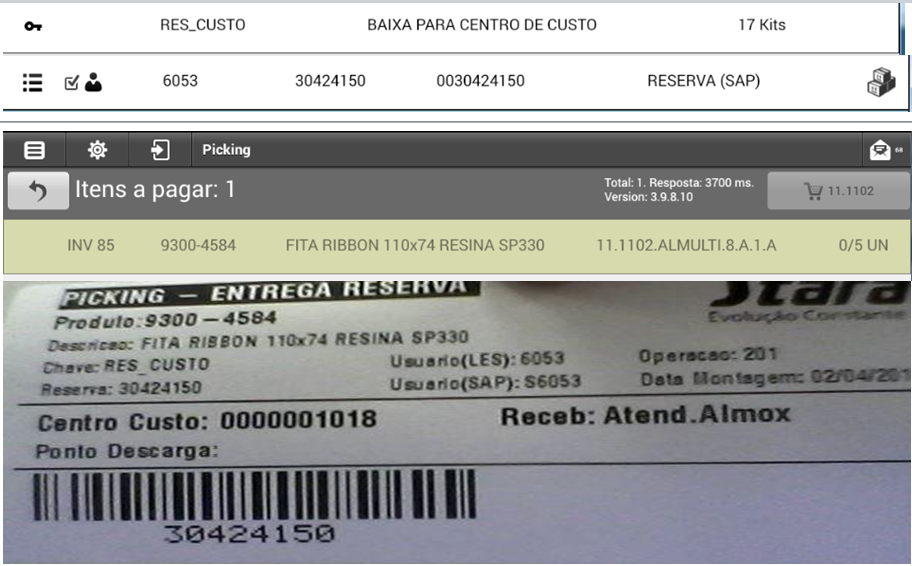 RES_CUSTO BAIXA PARA CENTRO DE CUSTO 17 Kits
6053 30424150 0030424150 RESERVA (SAP)
Picking 68
Itens a pagar: 1
Total: 1. Resposta: 3700 ms.
Version: 3.9.8.10
11.1102
INV 85 9300-4584 FITA RIBBON 110x74 RESINA SP330 11.1102.ALMULTI.8.A.1.A 0/5 UN
PICKING – ENTREGA RESERVA
Stara
Evolução Constante
Produto:9300-4584
Descricao: FITA RIBBON 110x74 RESINA SP330
Chave: RES_CUSTO Usuario(LES): 6053 Operacao: 201
Reserva: 30424150 Usuario(SAP): S6053 Data Montagem: 02/04/201
Centro Custo: 0000001018 Receb: Atend.Almox
Ponto Descarga:
30424150